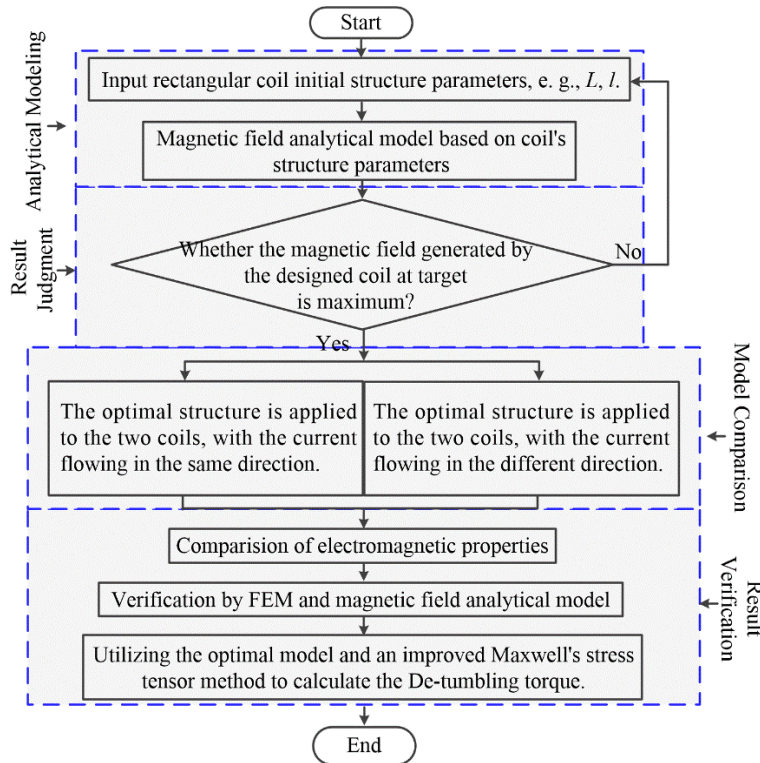 Start
Analytical Modeling
Input rectangular coil initial structure parameters, e. g., L, l.
Magnetic field analytical model based on coil's
structure parameters
Result
Judgment
Whether the magnetic field generated by
the designed coil at target
is maximum?
No
Yes
Model Comparison
The optimal structure is applied
to the two coils, with the current
flowing in the same direction.
The optimal structure is applied
to the two coils, with the current
flowing in the different direction.
Result
Verification
Comparision of electromagnetic properties
Verification by FEM and magnetic field analytical model
Utilizing the optimal model and an improved Maxwell's stress
tensor method to calculate the De-tumbling torque.
End